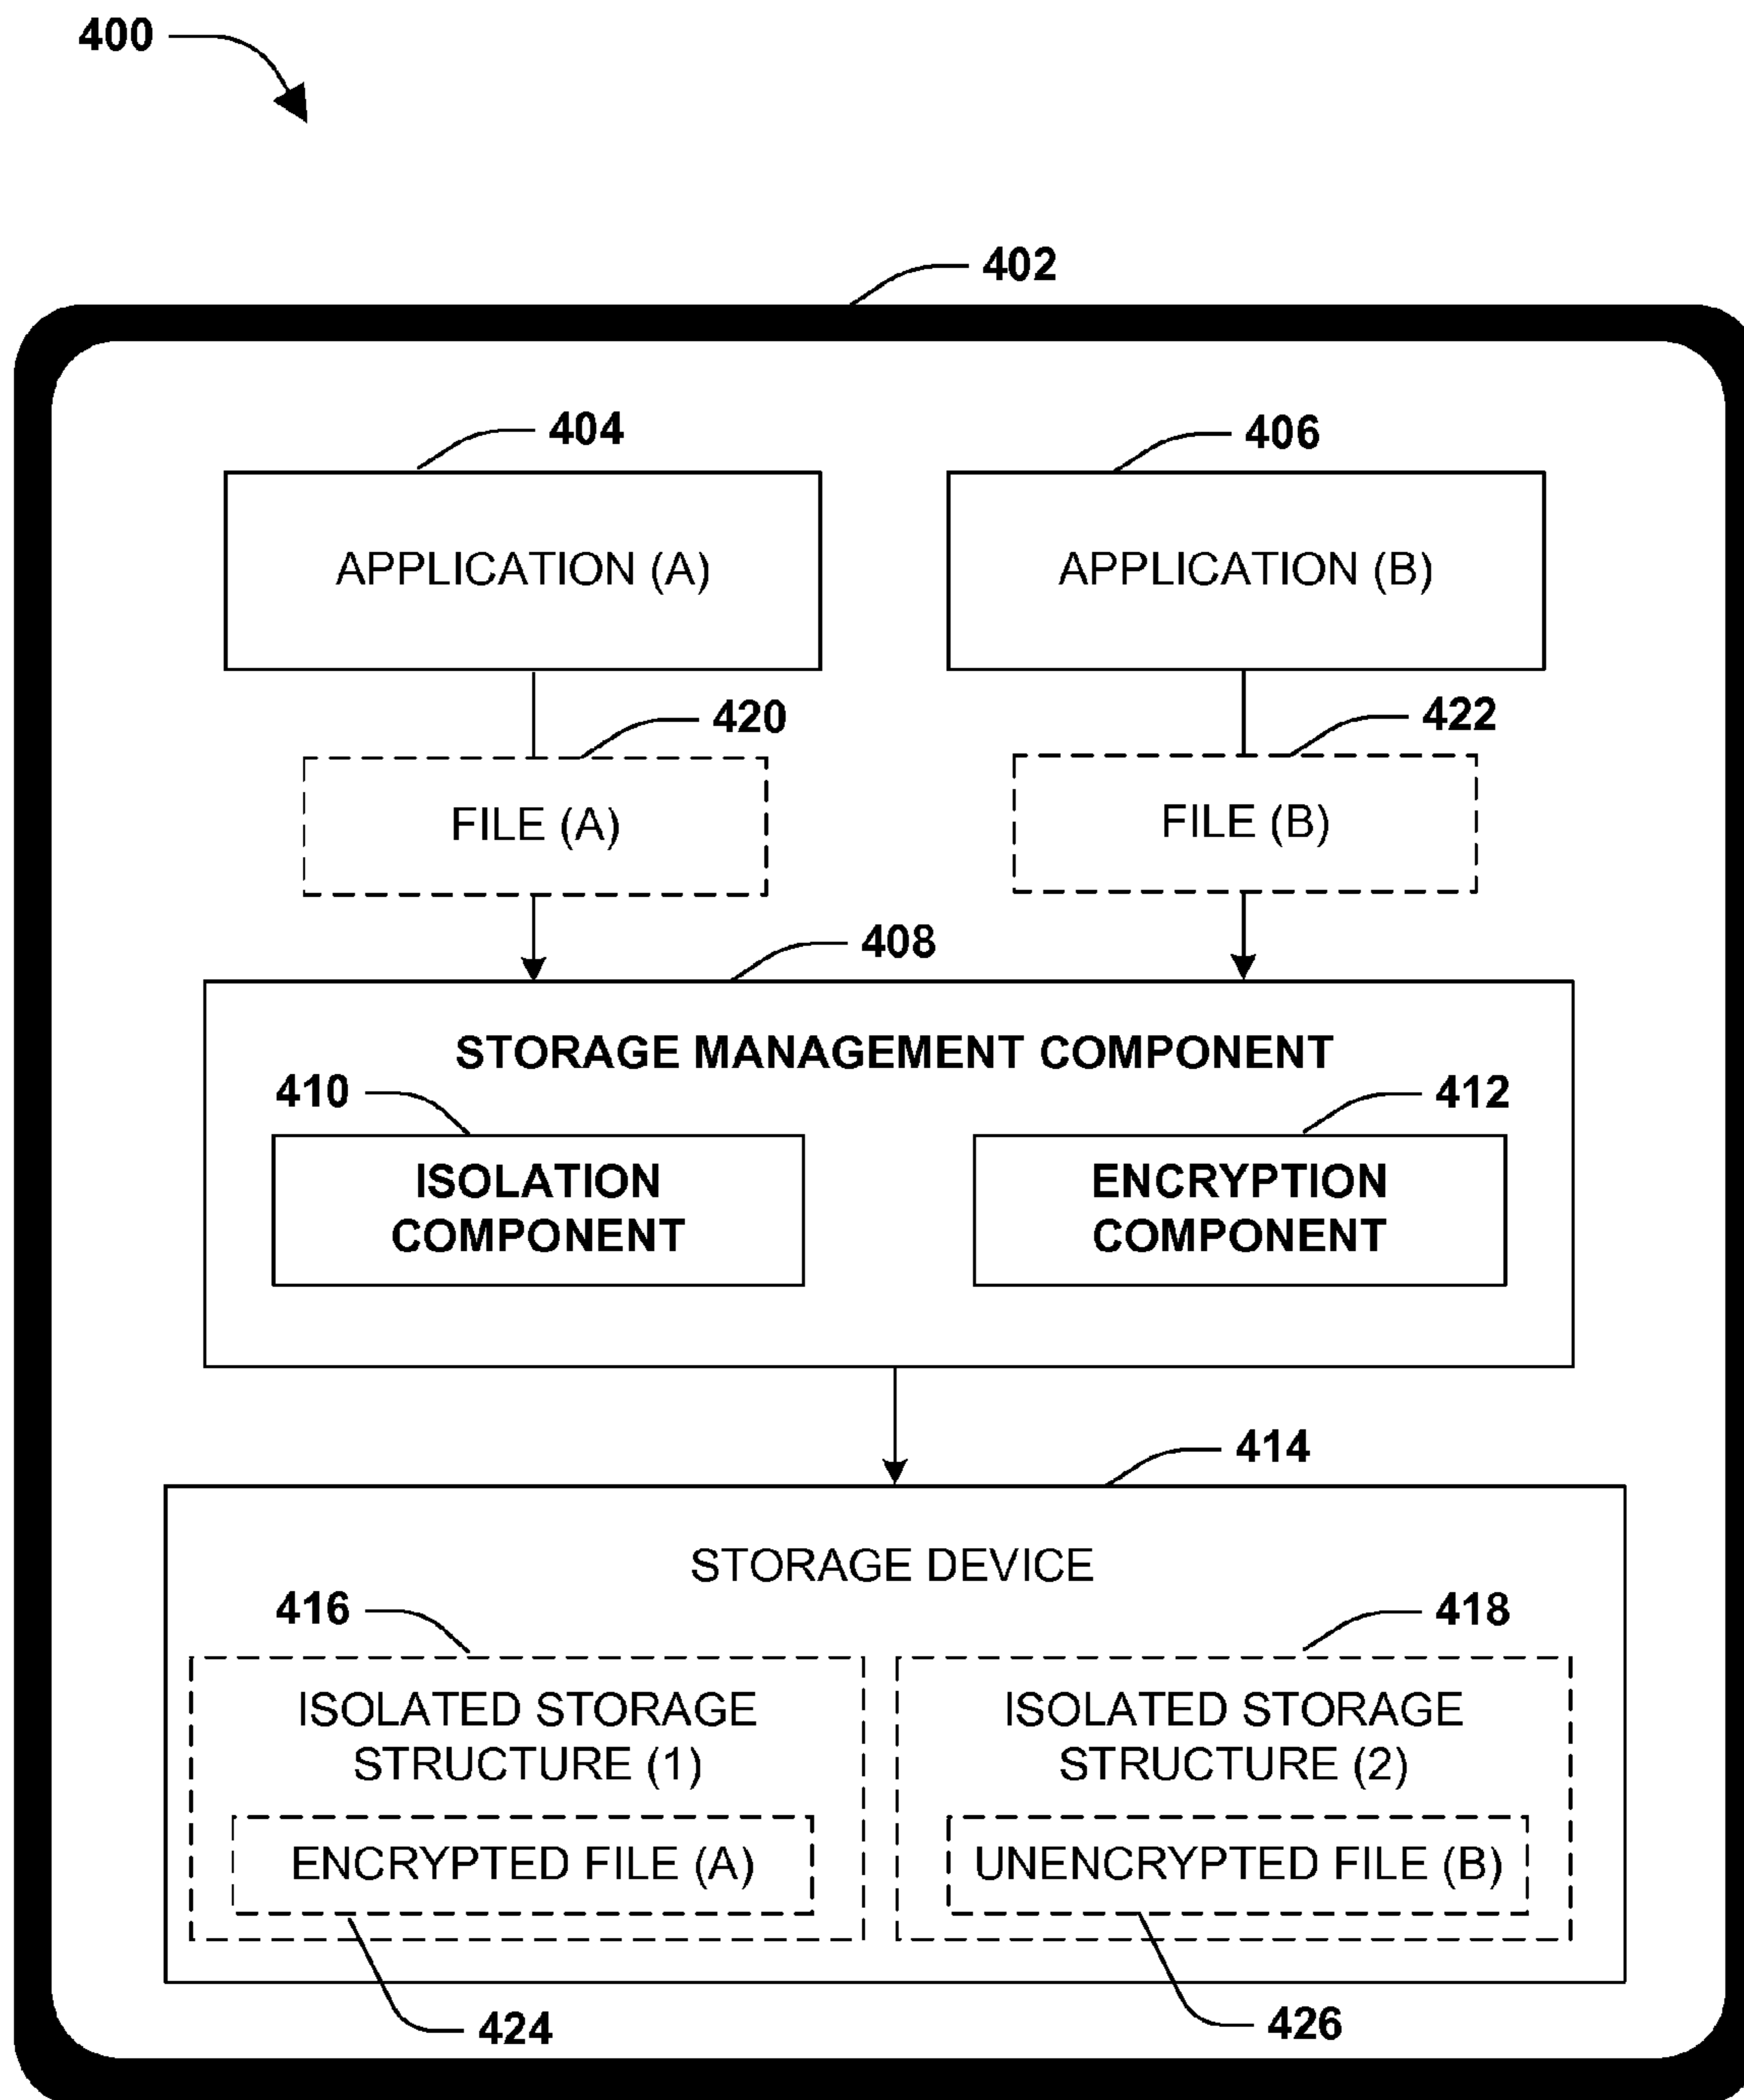 400
402
404
406
APPLICATION (A)
APPLICATION (B)
420
422
FILE (A)
FILE (B)
408
STORAGE MANAGEMENT COMPONENT
410
412
ISOLATION
COMPONENT
ENCRYPTION
COMPONENT
414
STORAGE DEVICE
416
418
ISOLATED STORAGE
STRUCTURE (1)
ISOLATED STORAGE
STRUCTURE (2)
ENCRYPTED FILE (A)
UNENCRYPTED FILE (B)
424
426